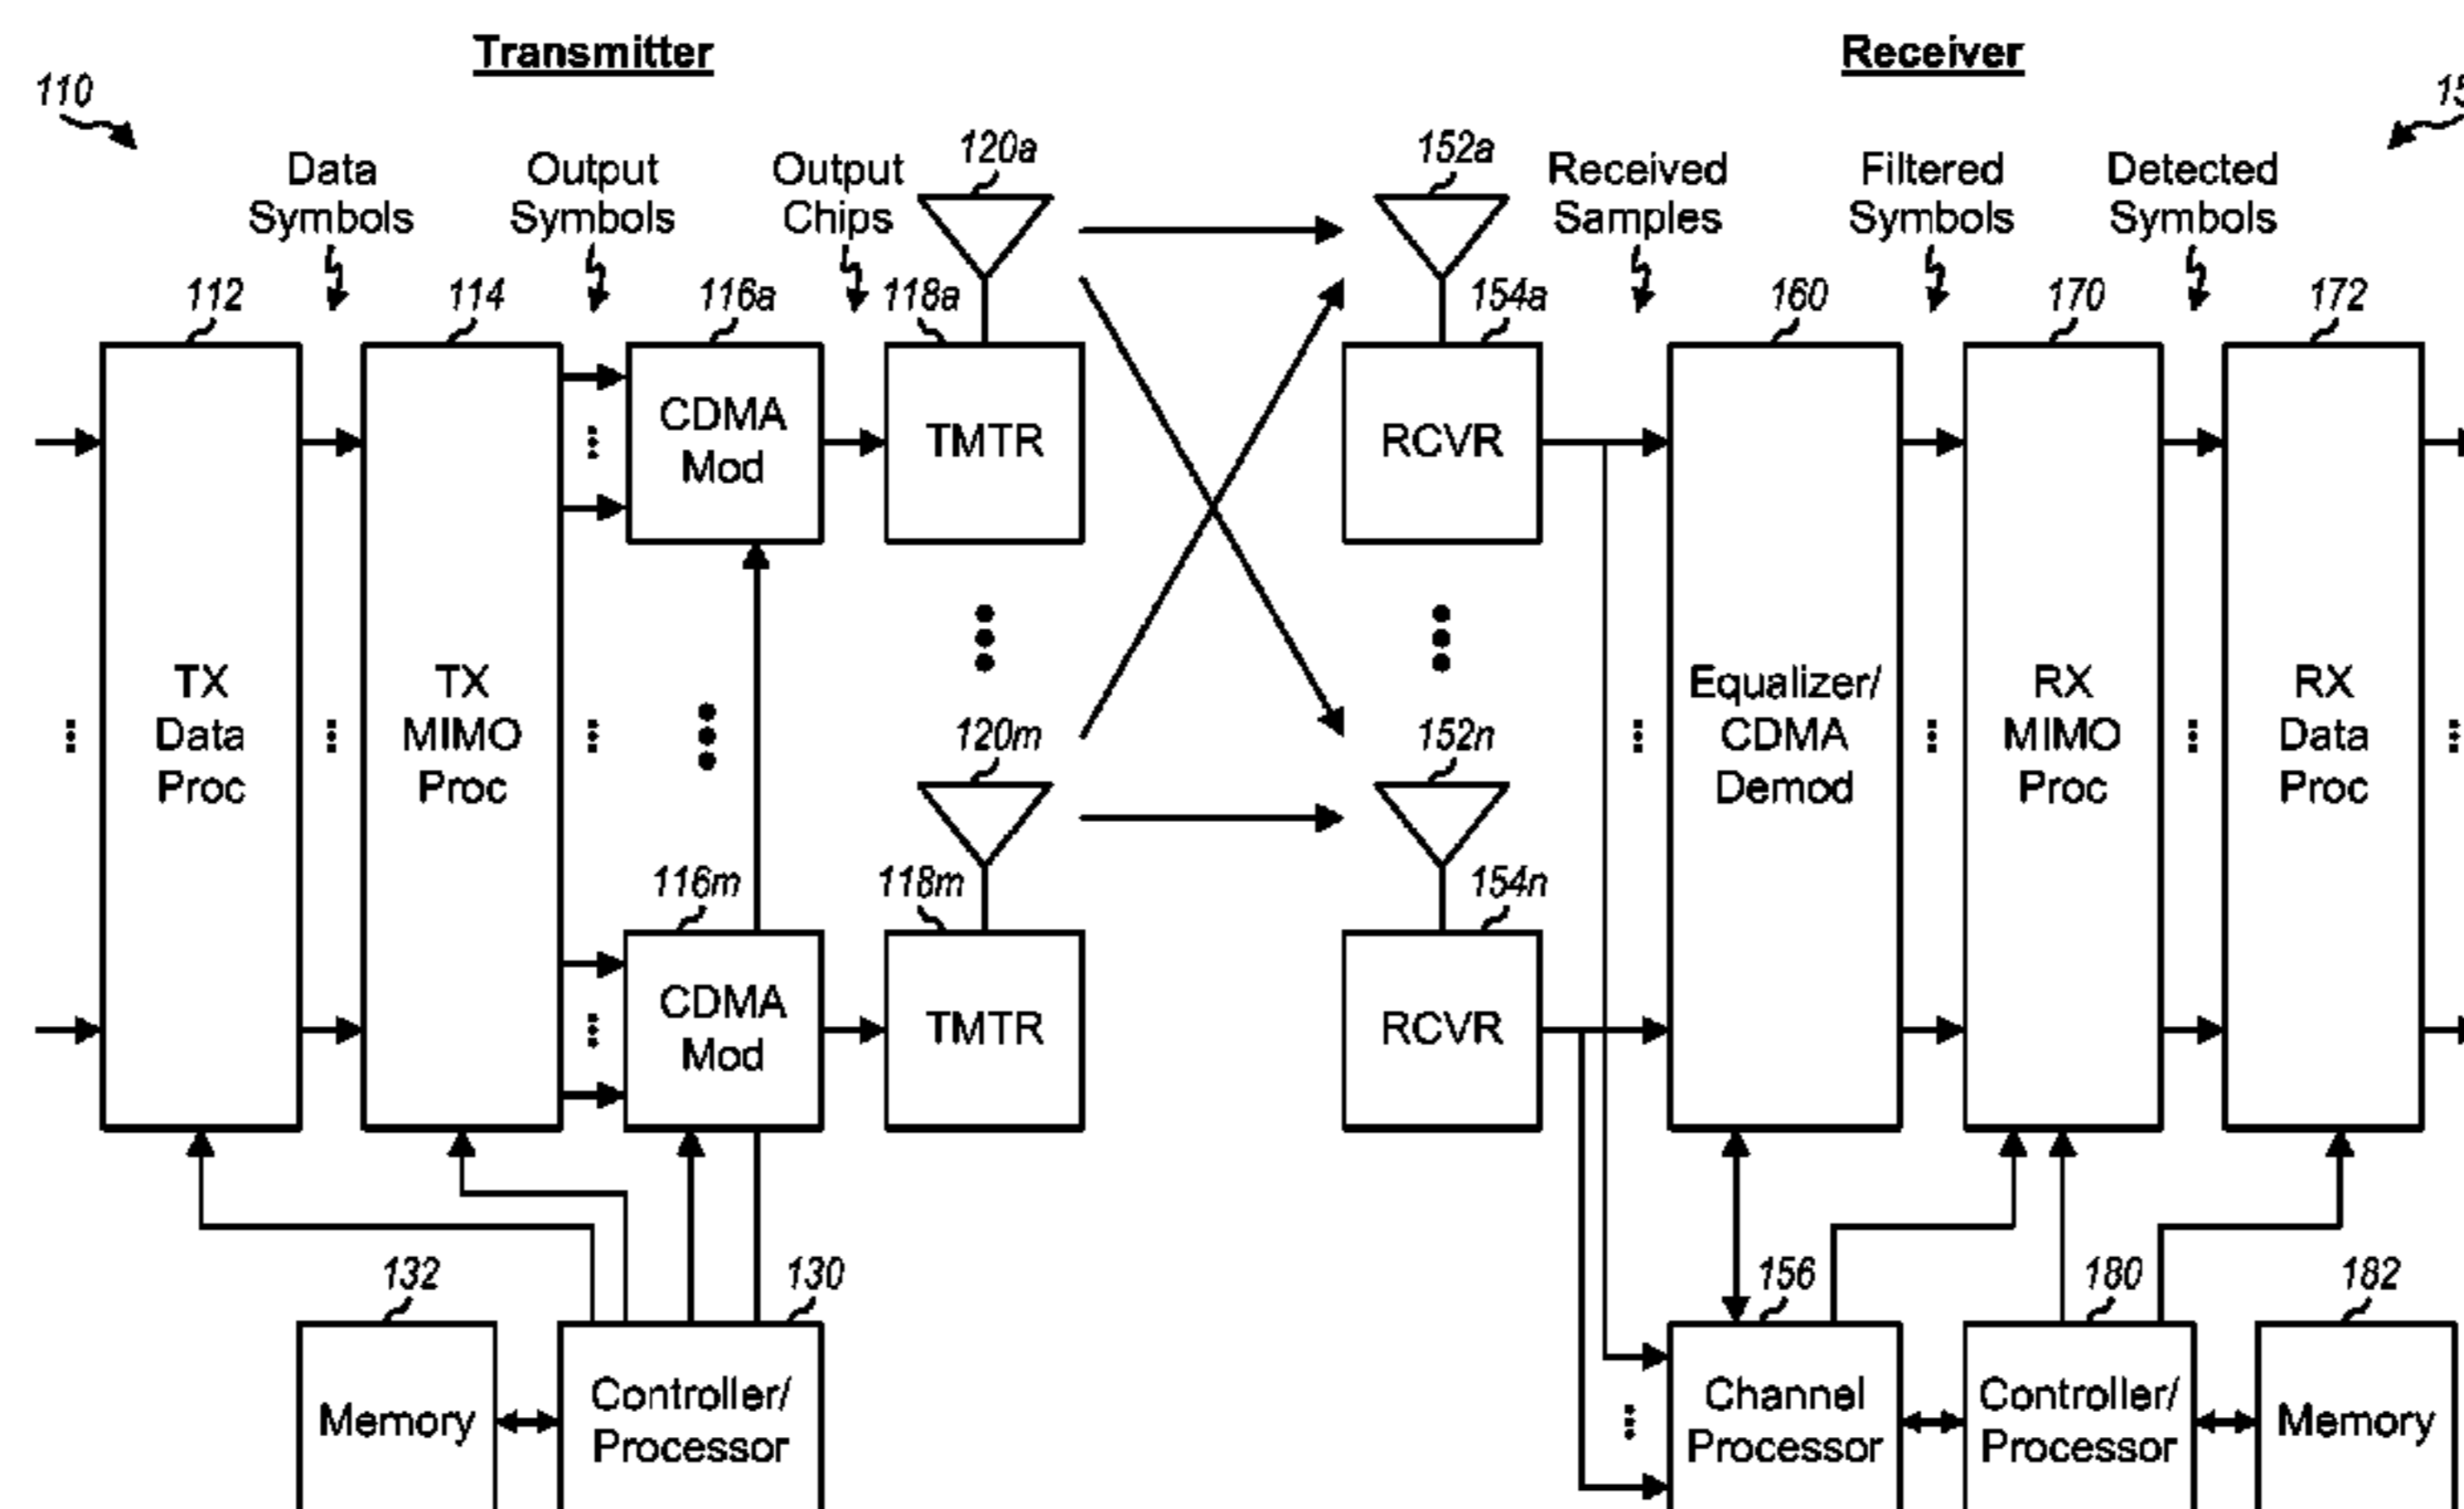 Transmitter
Receiver
110
15
Data
Symbols
Output
Symbols
Output
Chips
120a
152a
Received
Samples
Filtered
Symbols
Detected
Symbols
112
114
116a
118a
154a
160
170
172
CDMA
Mod
TMTR
RCVR
TX
Data
Proc
TX
MIMO
Proc
Equalizer/
CDMA
Demod
RX
MIMO
Proc
RX
Data
Proc
120m
152n
116m
118m
154n
CDMA
Mod
TMTR
RCVR
132
130
156
180
182
Memory
Controller/
Processor
Channel
Processor
Controller/
Processor
Memory